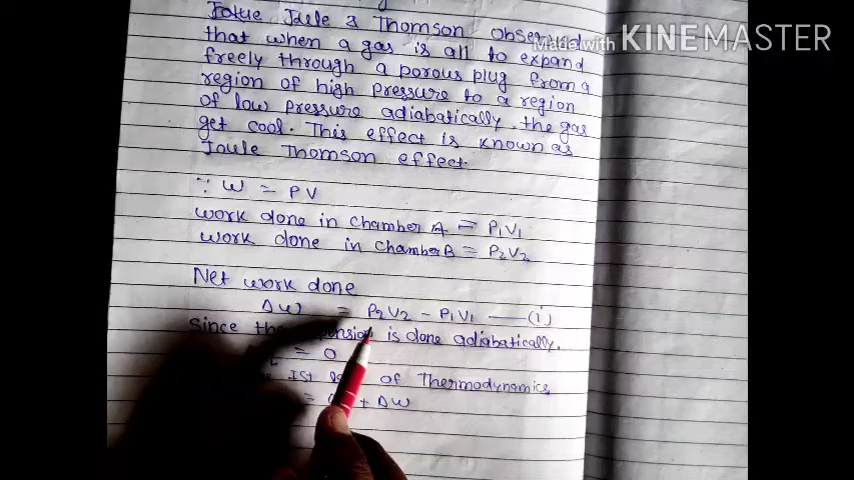 Joule & Thomson observed
Made with KINEMASTER
that when a gas is all to expand
freely through a porous plug from a
region of high pressure to a region
of low pressure adiabatically. the gas
get cool. This effect is known as
Joule Thomson effect.
∵ W = PV
work done in chamber A = P₁V₁
work done in chamber B = P₂V₂
Net work done
ΔW = P₂V₂ - P₁V₁ —— (i)
Since the is done adiabatically.
= 0
Ist of Thermodynamics
= + ΔW